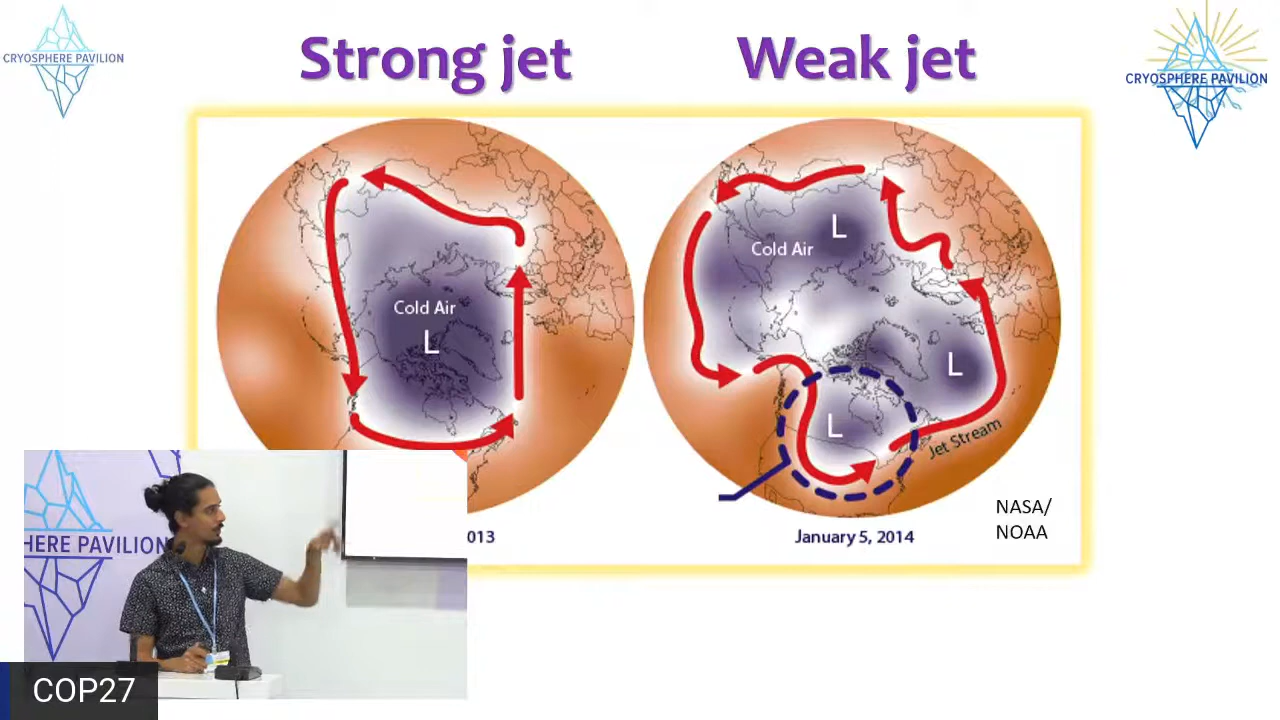 CRYOSPHERE PAVILION
Strong jet
Weak jet
CRYOSPHERE PAVILION
Cold Air
L
L
Cold Air
L
L
Jet Stream
NASA/
NOAA
013
January 5, 2014
HERE PAVILION
COP27